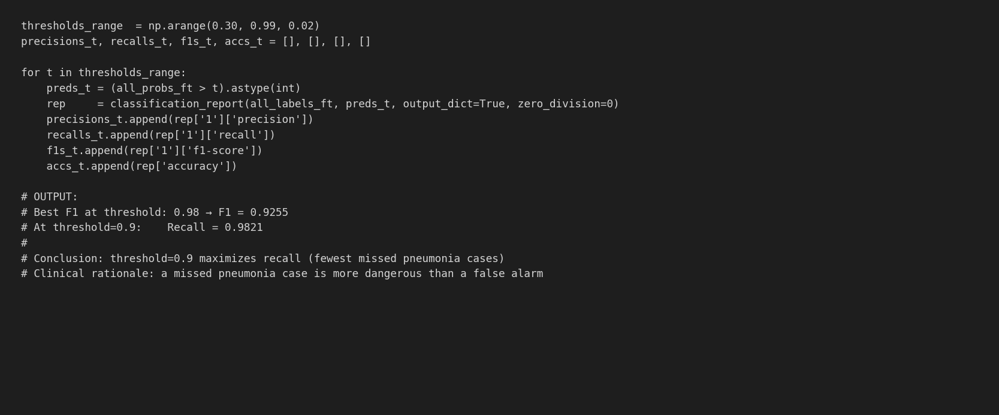 thresholds_range  = np.arange(0.30, 0.99, 0.02)
precisions_t, recalls_t, f1s_t, accs_t = [], [], [], []

for t in thresholds_range:
    preds_t = (all_probs_ft > t).astype(int)
    rep     = classification_report(all_labels_ft, preds_t, output_dict=True, zero_division=0)
    precisions_t.append(rep['1']['precision'])
    recalls_t.append(rep['1']['recall'])
    f1s_t.append(rep['1']['f1-score'])
    accs_t.append(rep['accuracy'])

# OUTPUT:
# Best F1 at threshold: 0.98 → F1 = 0.9255
# At threshold=0.9:    Recall = 0.9821
#
# Conclusion: threshold=0.9 maximizes recall (fewest missed pneumonia cases)
# Clinical rationale: a missed pneumonia case is more dangerous than a false alarm